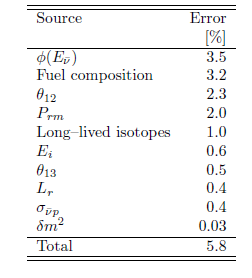 Source Error
[%]
ϕ(E_ν̄) 3.5
Fuel composition 3.2
θ₁₂ 2.3
P_rm 2.0
Long–lived isotopes 1.0
E_i 0.6
θ₁₃ 0.5
L_r 0.4
σ_ν̄p 0.4
δm² 0.03
Total 5.8